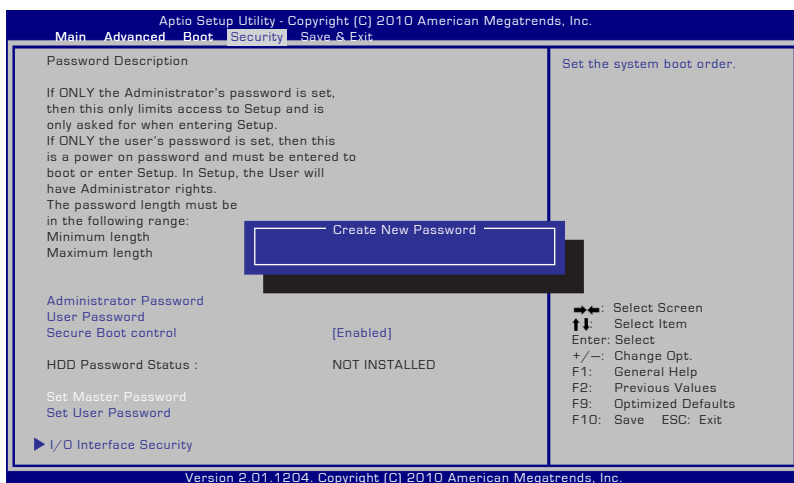 Aptio Setup Utility - Copyright (C) 2010 American Megatrends, Inc.
Main Advanced Boot Security Save & Exit
Password Description
If ONLY the Administrator's password is set,
then this only limits access to Setup and is
only asked for when entering Setup.
If ONLY the user's password is set, then this
is a power on password and must be entered to
boot or enter Setup. In Setup, the User will
have Administrator rights.
The password length must be
in the following range:
Minimum length
Maximum length
Create New Password
Administrator Password
User Password
Secure Boot control [Enabled]
HDD Password Status : NOT INSTALLED
Set Master Password
Set User Password
I/O Interface Security
Set the system boot order.
→←: Select Screen
↑↓: Select Item
Enter: Select
+/—: Change Opt.
F1: General Help
F2: Previous Values
F9: Optimized Defaults
F10: Save ESC: Exit
Version 2.01.1204. Copyright (C) 2010 American Megatrends, Inc.